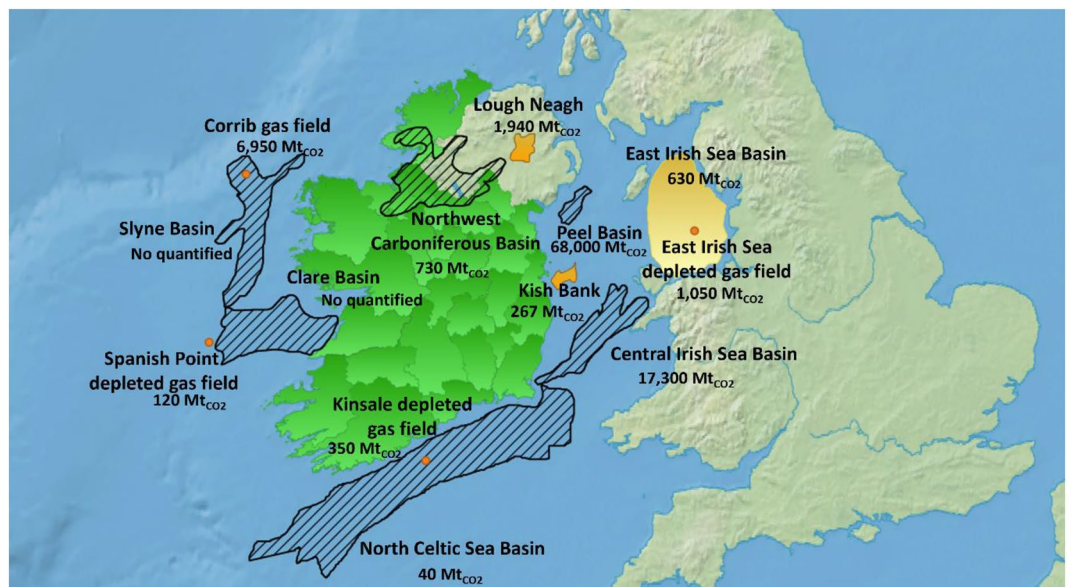 Lough Neagh
1,940 MtCO2
Corrib gas field
6,950 MtCO2
East Irish Sea Basin
630 MtCO2
Northwest
Carboniferous Basin
730 MtCO2
Slyne Basin
No quantified
Peel Basin
68,000 MtCO2
East Irish Sea
depleted gas field
1,050 MtCO2
Clare Basin
No quantified
Kish Bank
267 MtCO2
Spanish Point
depleted gas field
120 MtCO2
Central Irish Sea Basin
17,300 MtCO2
Kinsale depleted
gas field
350 MtCO2
North Celtic Sea Basin
40 MtCO2